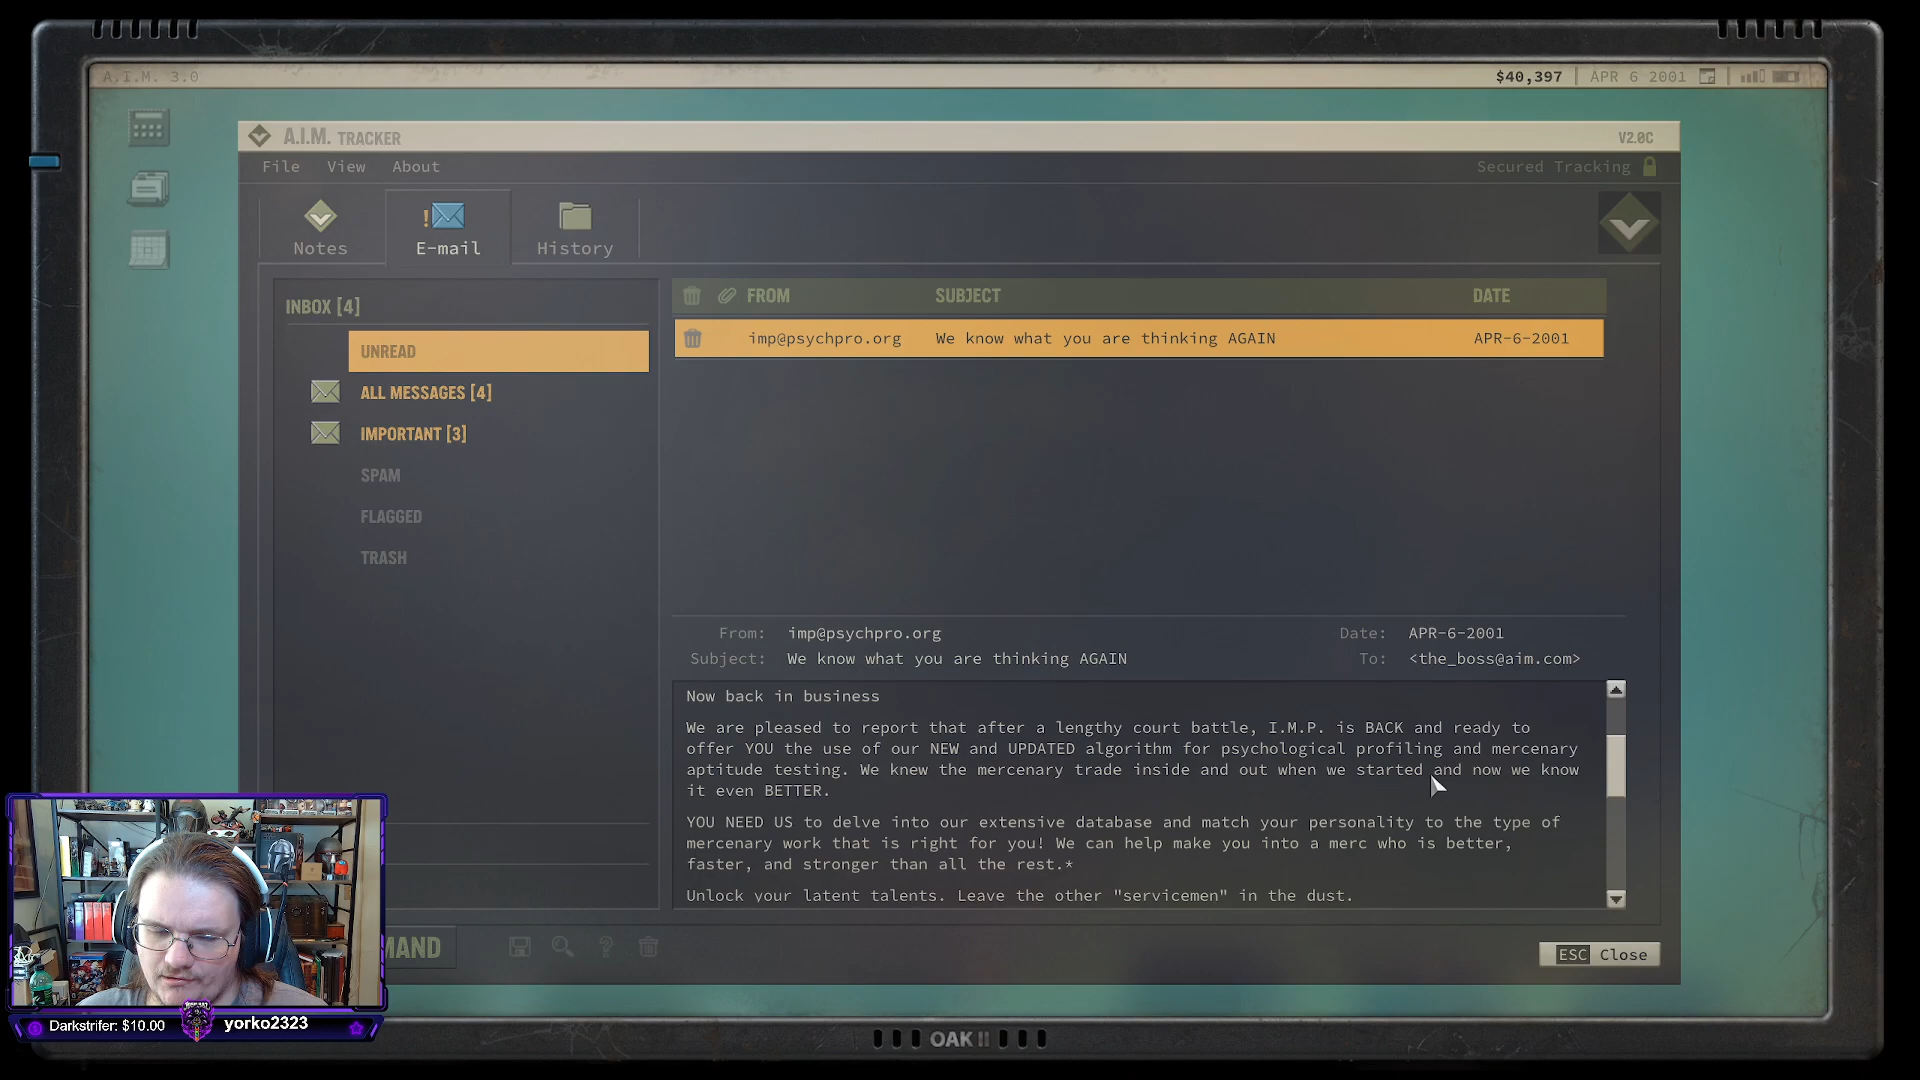 A.I.M. 3.0
$40,397
APR 6 2001
A.I.M. TRACKER
V2.0C
File View About
Secured Tracking
Notes
! E-mail
History
INBOX [4]
UNREAD
ALL MESSAGES [4]
IMPORTANT [3]
SPAM
FLAGGED
TRASH
FROM SUBJECT DATE
imp@psychpro.org We know what you are thinking AGAIN APR-6-2001
From: imp@psychpro.org Date: APR-6-2001
Subject: We know what you are thinking AGAIN To: <the_boss@aim.com>
Now back in business
We are pleased to report that after a lengthy court battle, I.M.P. is BACK and ready to
offer YOU the use of our NEW and UPDATED algorithm for psychological profiling and mercenary
aptitude testing. We knew the mercenary trade inside and out when we started and now we know
it even BETTER.
YOU NEED US to delve into our extensive database and match your personality to the type of
mercenary work that is right for you! We can help make you into a merc who is better,
faster, and stronger than all the rest.*
Unlock your latent talents. Leave the other "servicemen" in the dust.
MAND
?
ESC Close
Darkstrifer: $10.00
yorko2323
OAK II